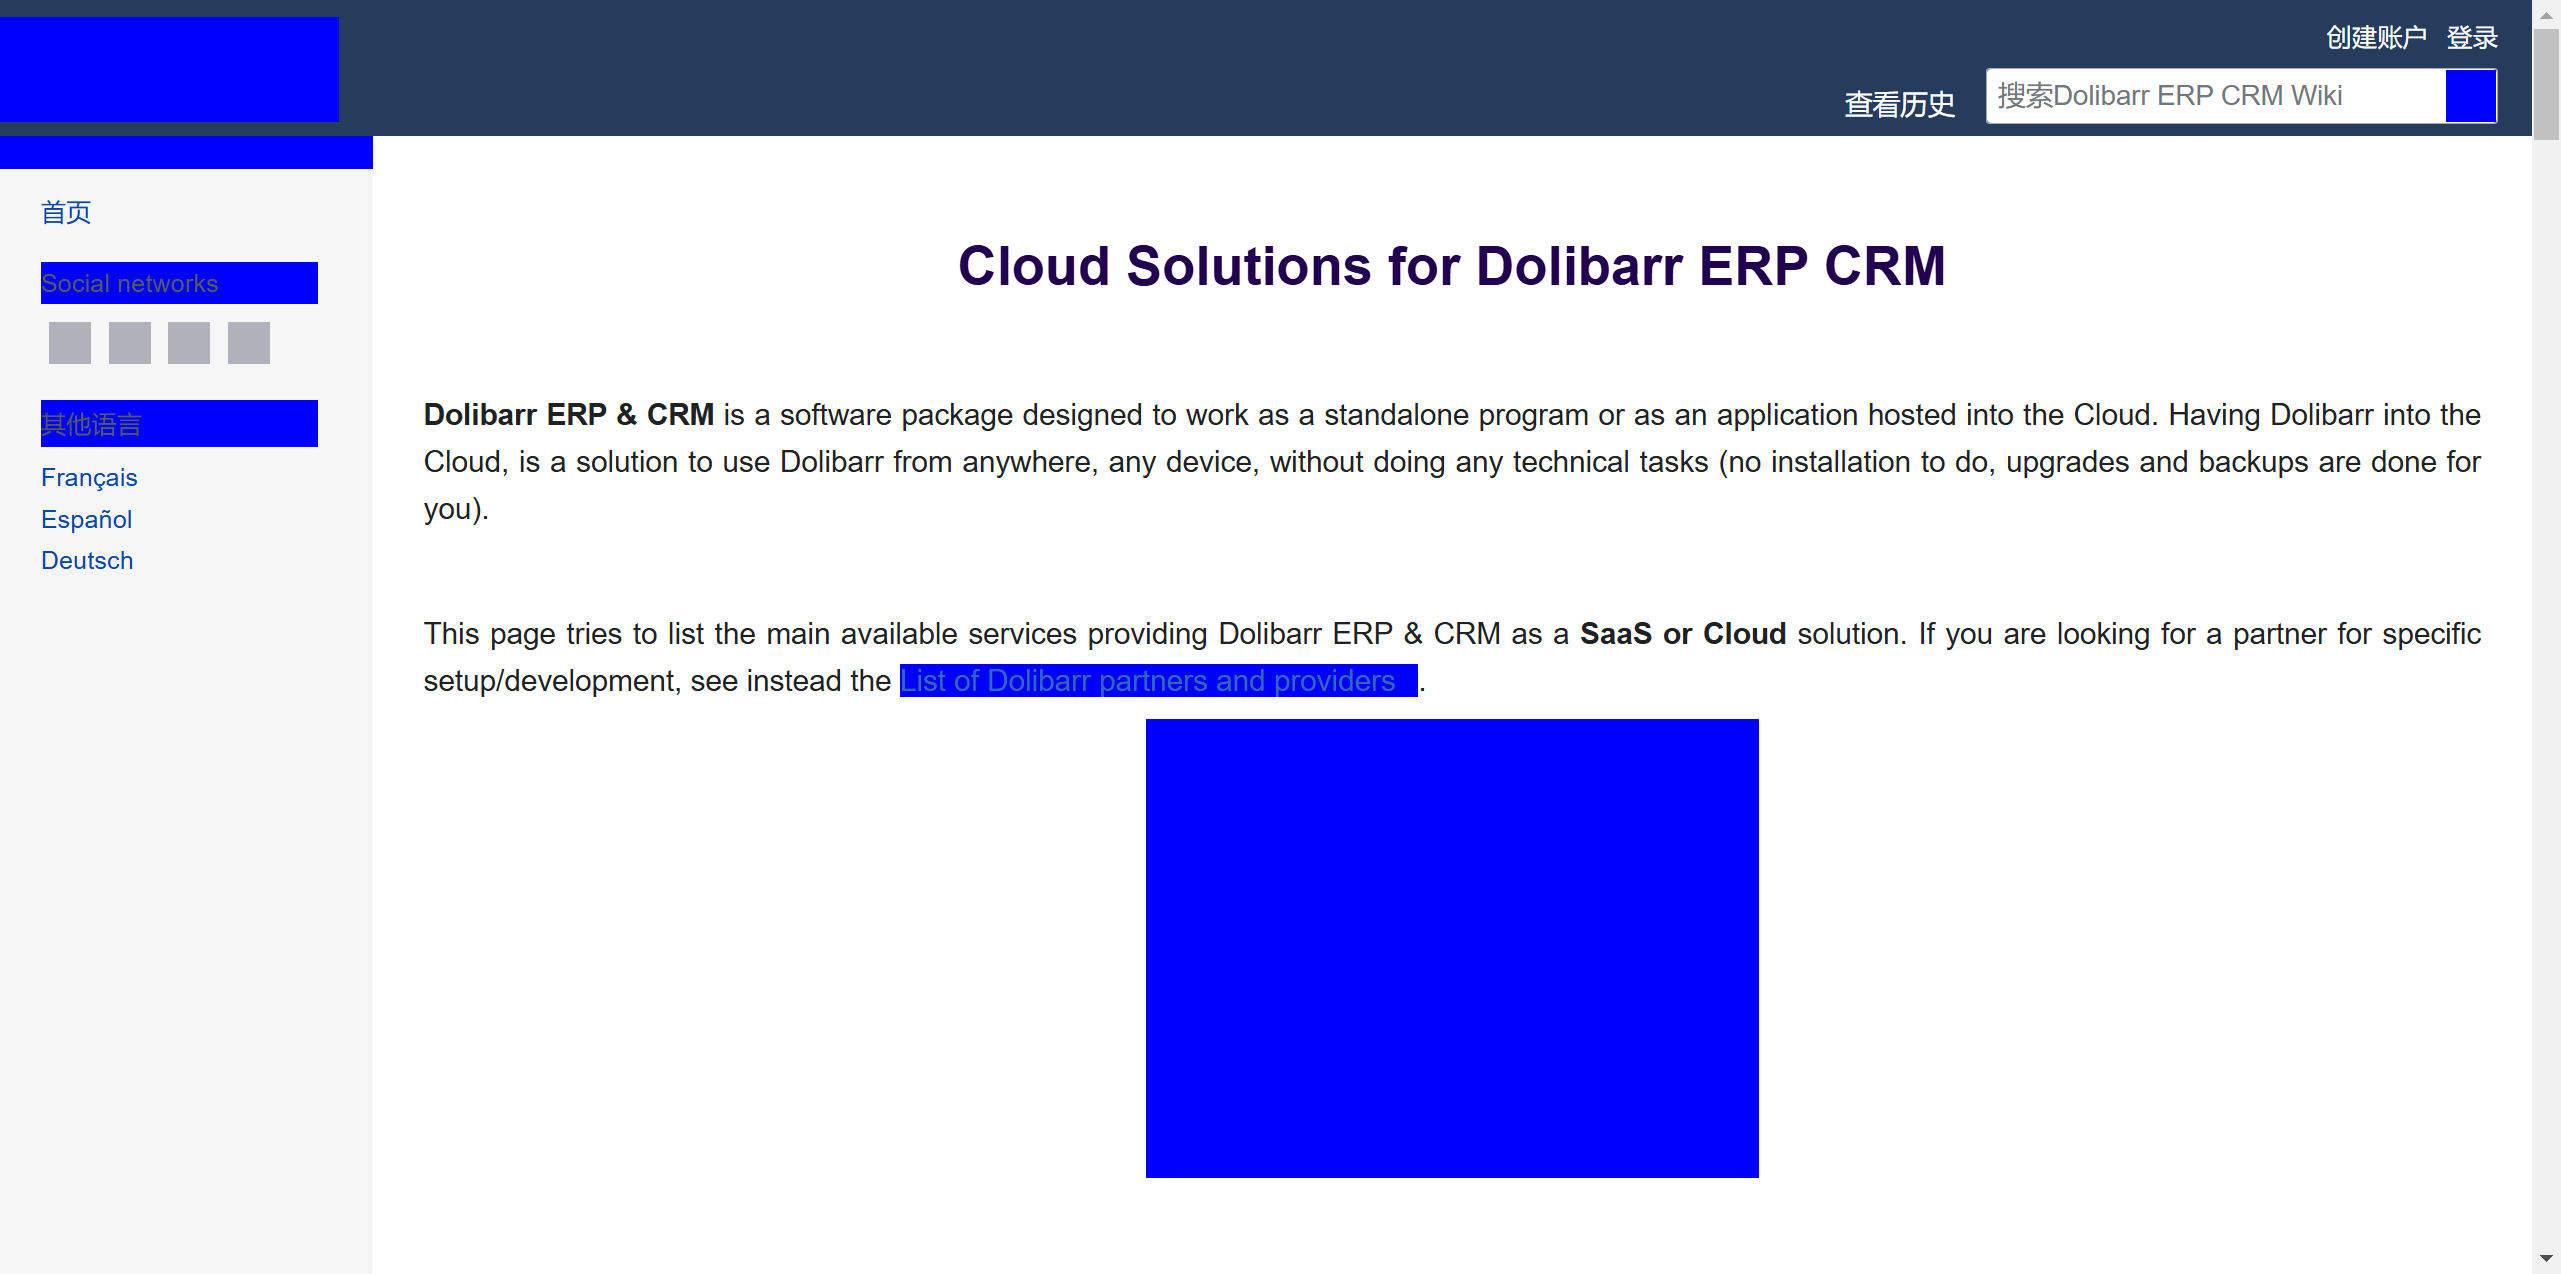 创建账户 登录
查看历史
搜索Dolibarr ERP CRM Wiki
首页
Social networks
其他语言
Français
Español
Deutsch
Cloud Solutions for Dolibarr ERP CRM
Dolibarr ERP & CRM is a software package designed to work as a standalone program or as an application hosted into the Cloud. Having Dolibarr into the
Cloud, is a solution to use Dolibarr from anywhere, any device, without doing any technical tasks (no installation to do, upgrades and backups are done for
you).
This page tries to list the main available services providing Dolibarr ERP & CRM as a SaaS or Cloud solution. If you are looking for a partner for specific
setup/development, see instead the List of Dolibarr partners and providers .